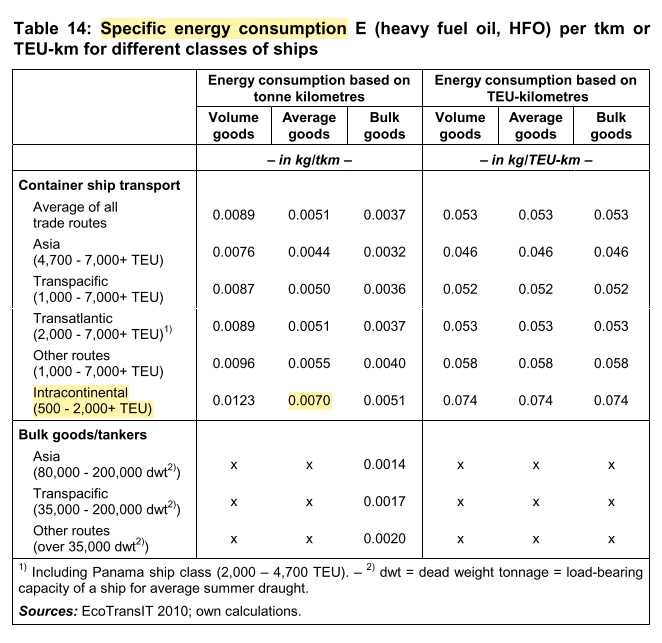 Table 14: Specific energy consumption E (heavy fuel oil, HFO) per tkm or
TEU-km for different classes of ships
Energy consumption based on tonne kilometres Energy consumption based on TEU-kilometres
Volume goods Average goods Bulk goods Volume goods Average goods Bulk goods
– in kg/tkm – – in kg/TEU-km –
Container ship transport
Average of all
trade routes 0.0089 0.0051 0.0037 0.053 0.053 0.053
Asia
(4,700 - 7,000+ TEU) 0.0076 0.0044 0.0032 0.046 0.046 0.046
Transpacific
(1,000 - 7,000+ TEU) 0.0087 0.0050 0.0036 0.052 0.052 0.052
Transatlantic
(2,000 - 7,000+ TEU)1) 0.0089 0.0051 0.0037 0.053 0.053 0.053
Other routes
(1,000 - 7,000+ TEU) 0.0096 0.0055 0.0040 0.058 0.058 0.058
Intracontinental
(500 - 2,000+ TEU) 0.0123 0.0070 0.0051 0.074 0.074 0.074
Bulk goods/tankers
Asia
(80,000 - 200,000 dwt2)) x x 0.0014 x x x
Transpacific
(35,000 - 200,000 dwt2)) x x 0.0017 x x x
Other routes
(over 35,000 dwt2)) x x 0.0020 x x x
1) Including Panama ship class (2,000 – 4,700 TEU). – 2) dwt = dead weight tonnage = load-bearing
capacity of a ship for average summer draught.
Sources: EcoTransIT 2010; own calculations.